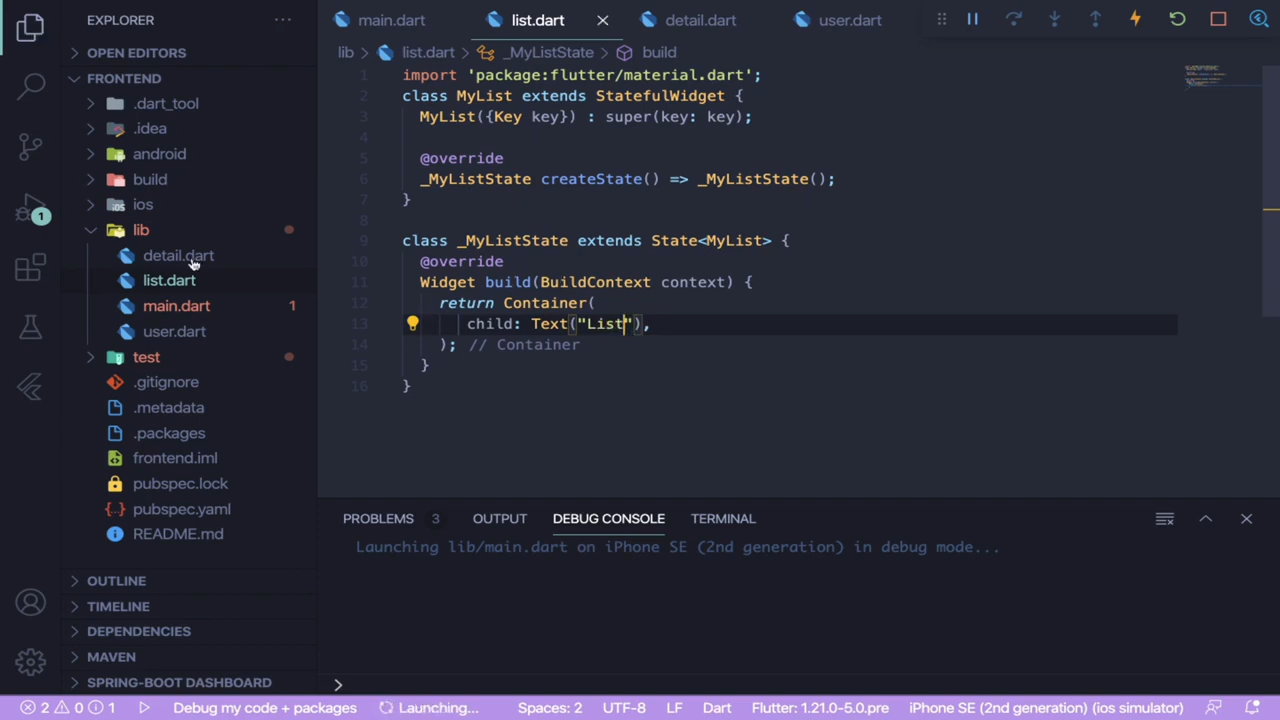 EXPLORER
OPEN EDITORS
FRONTEND
.dart_tool
.idea
android
build
ios
lib
detail.dart
list.dart
main.dart 1
user.dart
test
.gitignore
.metadata
.packages
frontend.iml
pubspec.lock
pubspec.yaml
README.md
OUTLINE
TIMELINE
DEPENDENCIES
MAVEN
SPRING-BOOT DASHBOARD
1
main.dart list.dart detail.dart user.dart
lib > list.dart > _MyListState > build
1 import 'package:flutter/material.dart';
2 class MyList extends StatefulWidget {
3 MyList({Key key}) : super(key: key);
4
5 @override
6 _MyListState createState() => _MyListState();
7 }
8
9 class _MyListState extends State<MyList> {
10 @override
11 Widget build(BuildContext context) {
12 return Container(
13 child: Text("List"),
14 ); // Container
15 }
16 }
PROBLEMS 3 OUTPUT DEBUG CONSOLE TERMINAL
Launching lib/main.dart on iPhone SE (2nd generation) in debug mode...
>
2 0 1 Debug my code + packages Launching... Spaces: 2 UTF-8 LF Dart Flutter: 1.21.0-5.0.pre iPhone SE (2nd generation) (ios simulator)